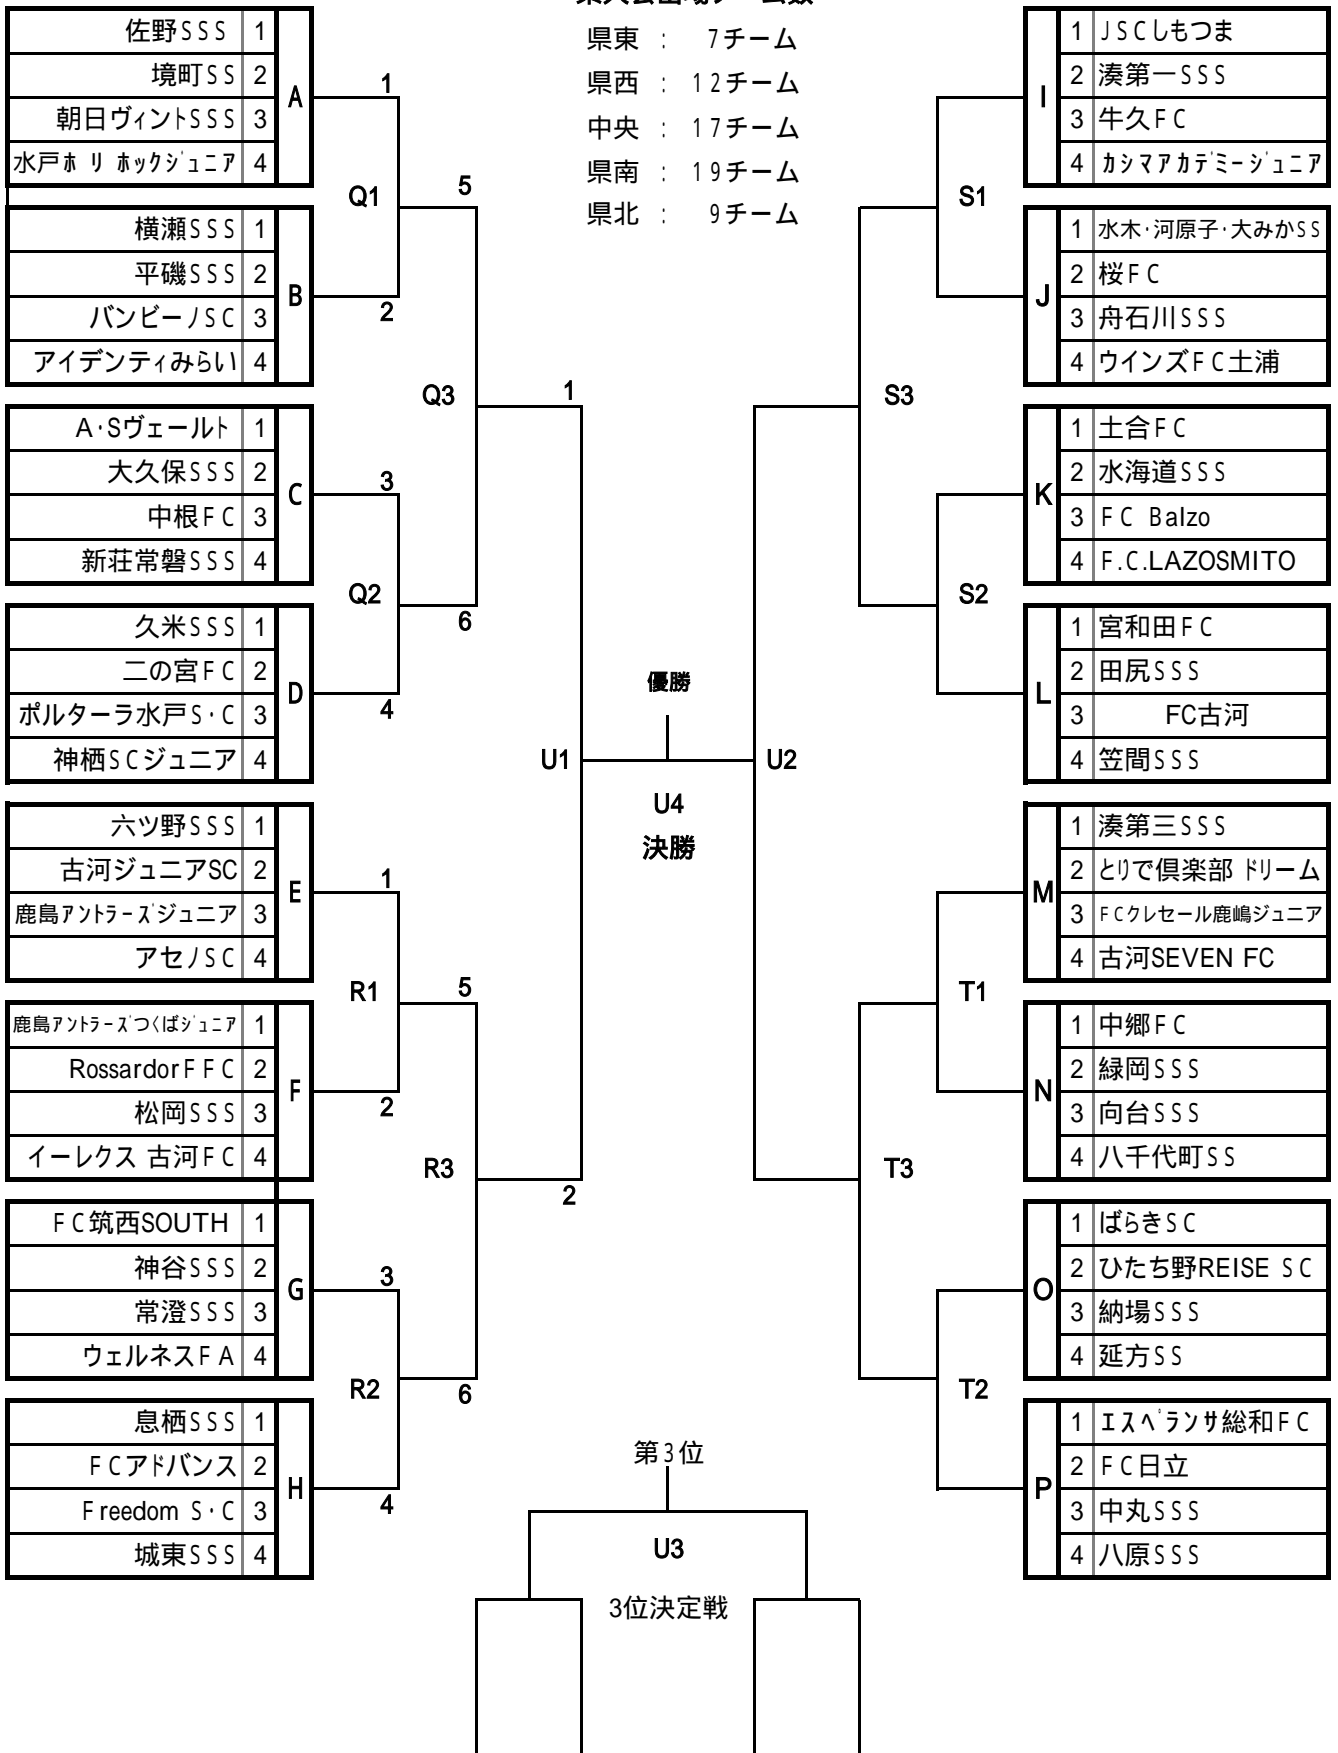 県東 : 7チーム
県西 : 12チーム
中央 : 17チーム
県南 : 19チーム
県北 : 9チーム
A
佐野SSS 1
境町SS 2
朝日ヴィントSSS 3
水戸ホリホックジュニア 4
B
横瀬SSS 1
平磯SSS 2
バンビーノSC 3
アイデンティみらい 4
C
A・Sヴェールト 1
大久保SSS 2
中根FC 3
新荘常磐SSS 4
D
久米SSS 1
二の宮FC 2
ポルターラ水戸S・C 3
神栖SCジュニア 4
E
六ツ野SSS 1
古河ジュニアSC 2
鹿島アントラーズジュニア 3
アセノSC 4
F
鹿島アントラーズつくばジュニア 1
RossardorFFC 2
松岡SSS 3
イーレクス 古河FC 4
G
FC筑西SOUTH 1
神谷SSS 2
常澄SSS 3
ウェルネスFA 4
H
息栖SSS 1
FCアドバンス 2
Freedom S・C 3
城東SSS 4
1
Q1
2
5
Q3
3
Q2
4
6
1
1
R1
2
5
R3
3
R2
4
6
2
U1
優勝
U4
決勝
U2
S1
S3
S2
T1
T3
T2
I
1 JSCしもつま
2 湊第一SSS
3 牛久FC
4 カシマアカデミージュニア
J
1 水木・河原子・大みかSS
2 桜FC
3 舟石川SSS
4 ウインズFC土浦
K
1 土合FC
2 水海道SSS
3 FC Balzo
4 F.C.LAZOSMITO
L
1 宮和田FC
2 田尻SSS
3 FC古河
4 笠間SSS
M
1 湊第三SSS
2 とりで倶楽部 ドリーム
3 FCクレセール鹿嶋ジュニア
4 古河SEVEN FC
N
1 中郷FC
2 緑岡SSS
3 向台SSS
4 八千代町SS
O
1 ばらきSC
2 ひたち野REISE SC
3 納場SSS
4 延方SS
P
1 エスペランサ総和FC
2 FC日立
3 中丸SSS
4 八原SSS
第3位
U3
3位決定戦